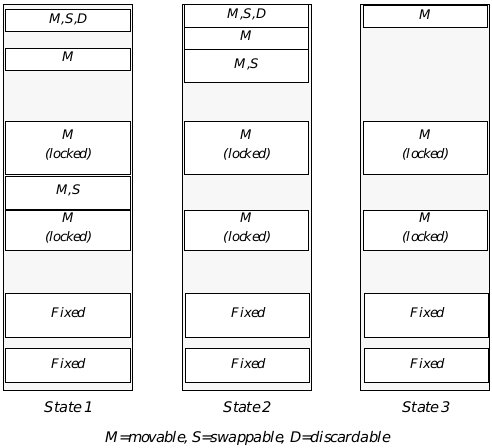 M,S,D
M
M
(locked)
M,S
M
(locked)
Fixed
Fixed
State 1
M,S,D
M
M,S
M
(locked)
M
(locked)
Fixed
Fixed
State 2
M
M
(locked)
M
(locked)
Fixed
Fixed
State 3
M=movable, S=swappable, D=discardable